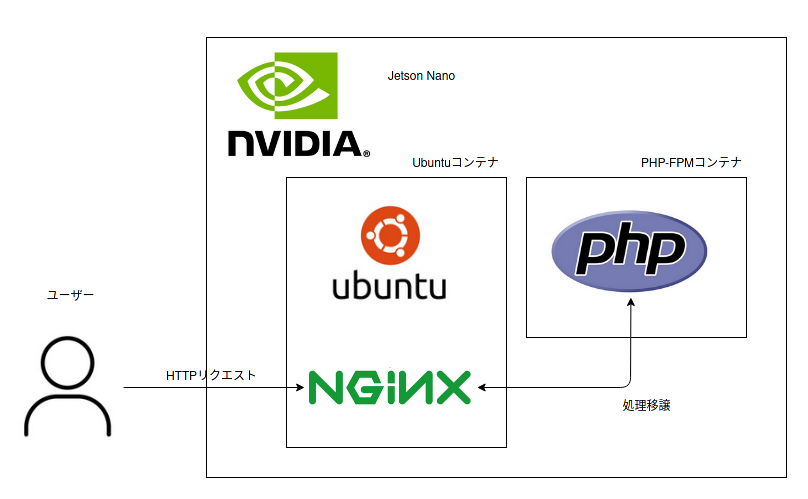 Jetson Nano
NVIDIA®
Ubuntuコンテナ
PHP-FPMコンテナ
ubuntu
php
ユーザー
HTTPリクエスト
NGiNX
処理移譲